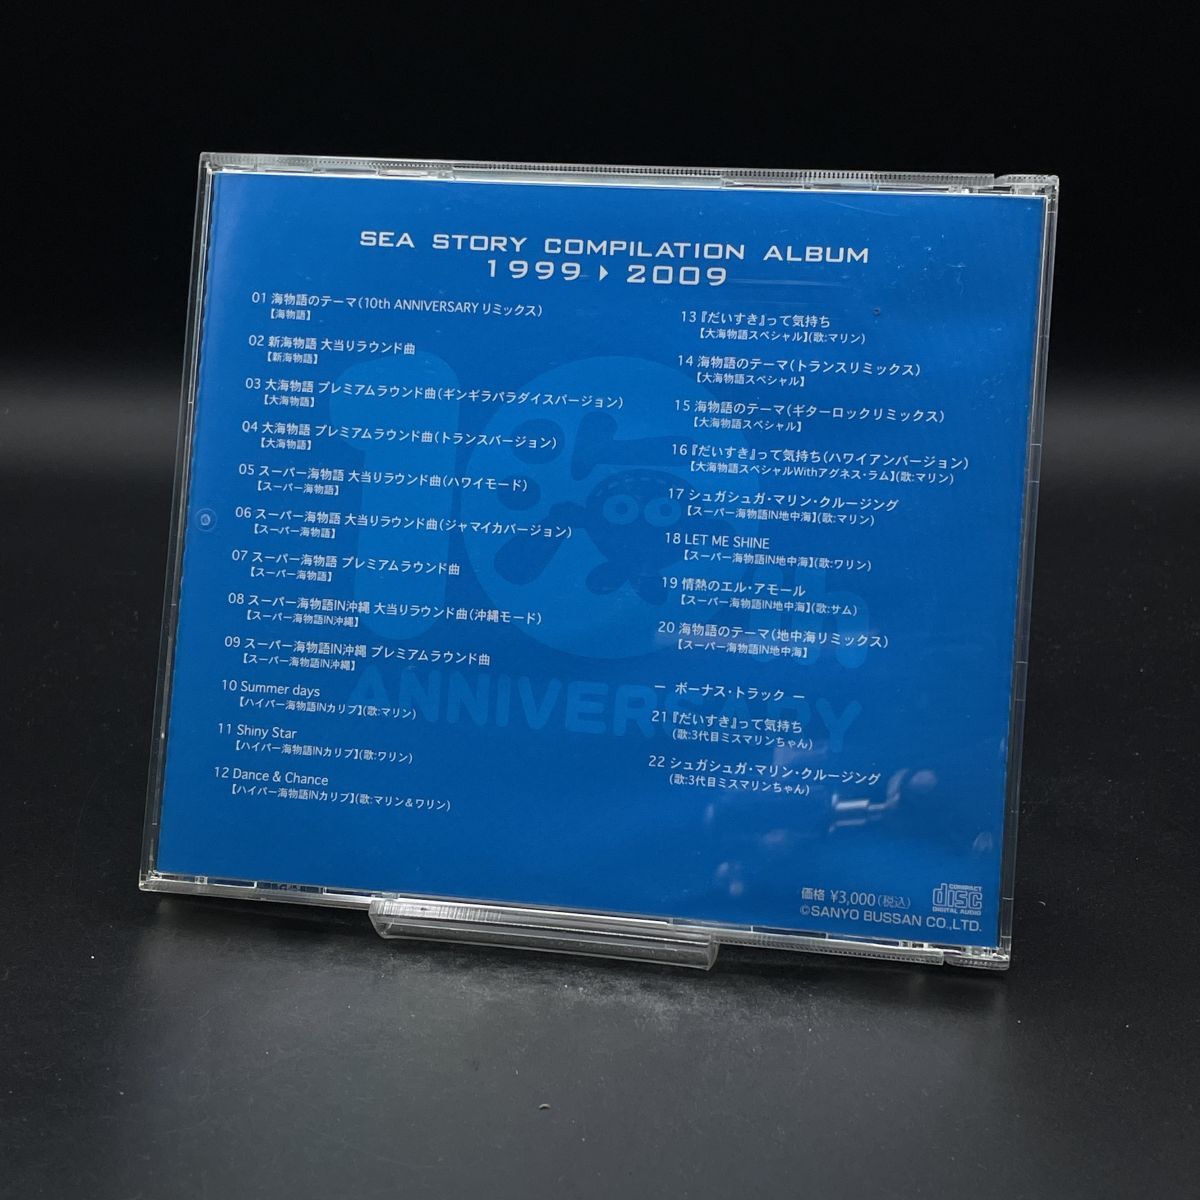 SEA STORY COMPILATION ALBUM
1999 ▶ 2009
01 海物語のテーマ(10th ANNIVERSARY リミックス)
【海物語】
02 新海物語 大当りラウンド曲
【新海物語】
03 大海物語 プレミアムラウンド曲(ギンギラパラダイスバージョン)
【大海物語】
04 大海物語 プレミアムラウンド曲(トランスバージョン)
【大海物語】
05 スーパー海物語 大当りラウンド曲(ハワイモード)
【スーパー海物語】
06 スーパー海物語 大当りラウンド曲(ジャマイカバージョン)
【スーパー海物語】
07 スーパー海物語 プレミアムラウンド曲
【スーパー海物語】
08 スーパー海物語IN沖縄 大当りラウンド曲(沖縄モード)
【スーパー海物語IN沖縄】
09 スーパー海物語IN沖縄 プレミアムラウンド曲
【スーパー海物語IN沖縄】
10 Summer days
【ハイパー海物語INカリブ】(歌:マリン)
11 Shiny Star
【ハイパー海物語INカリブ】(歌:ワリン)
12 Dance & Chance
【ハイパー海物語INカリブ】(歌:マリン&ワリン)
13 『だいすき』って気持ち
【大海物語スペシャル】(歌:マリン)
14 海物語のテーマ(トランスリミックス)
【大海物語スペシャル】
15 海物語のテーマ(ギターロックリミックス)
【大海物語スペシャル】
16 『だいすき』って気持ち(ハワイアンバージョン)
【大海物語スペシャルWithアグネス・ラム】(歌:マリン)
17 シュガシュガ・マリン・クルージング
【スーパー海物語IN地中海】(歌:マリン)
18 LET ME SHINE
【スーパー海物語IN地中海】(歌:ワリン)
19 情熱のエル・アモール
【スーパー海物語IN地中海】(歌:サム)
20 海物語のテーマ(地中海リミックス)
【スーパー海物語IN地中海】
― ボーナス・トラック ―
21 『だいすき』って気持ち
(歌:3代目ミスマリンちゃん)
22 シュガシュガ・マリン・クルージング
(歌:3代目ミスマリンちゃん)
10th
ANNIVERSARY
価格 ¥3,000(税込)
©SANYO BUSSAN CO.,LTD.
COMPACT
disc
DIGITAL AUDIO